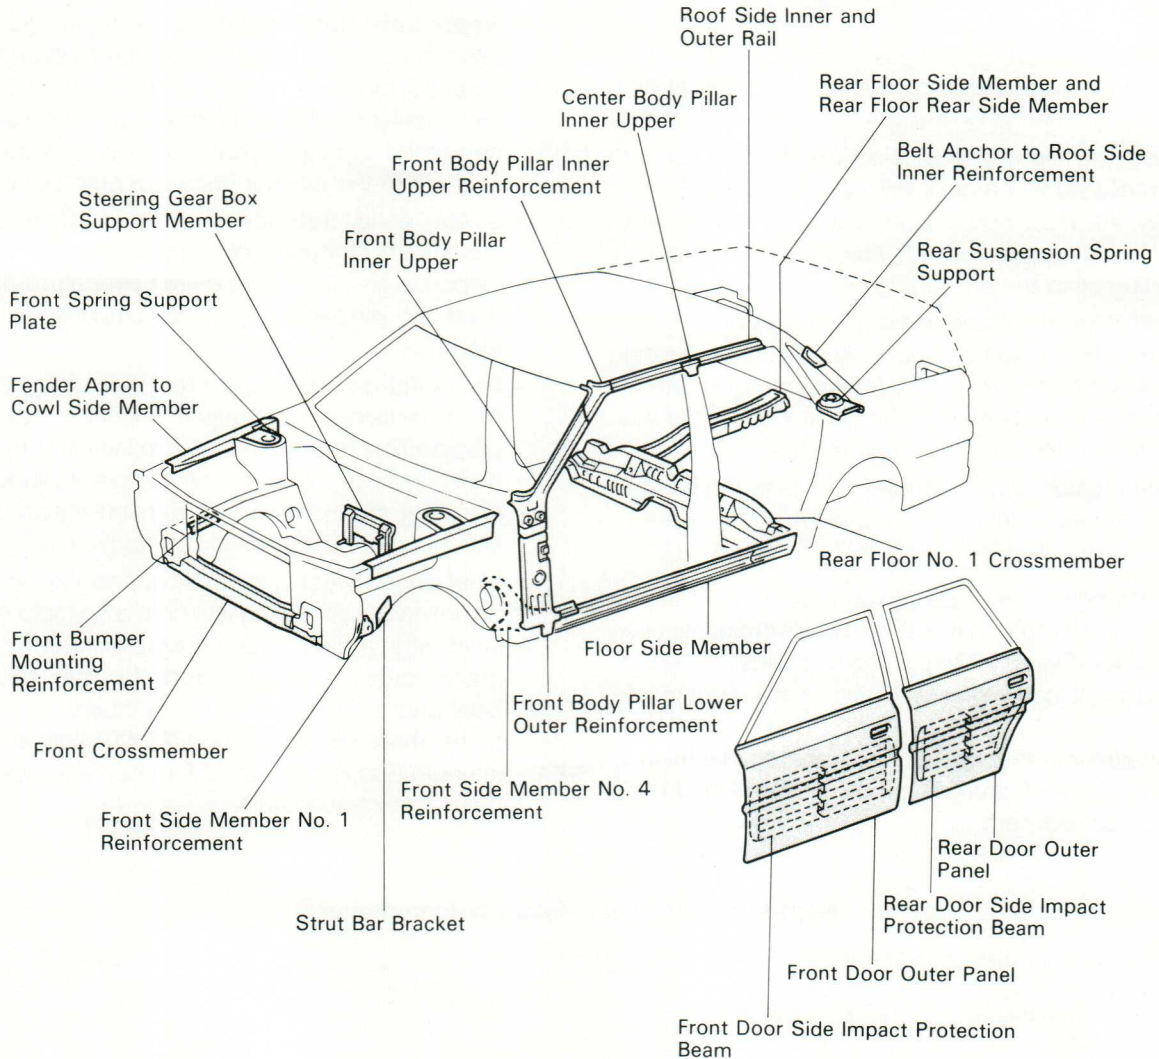 Roof Side Inner and
Outer Rail
Rear Floor Side Member and
Rear Floor Rear Side Member
Center Body Pillar
Inner Upper
Belt Anchor to Roof Side
Inner Reinforcement
Front Body Pillar Inner
Upper Reinforcement
Steering Gear Box
Support Member
Front Body Pillar
Inner Upper
Rear Suspension Spring
Support
Front Spring Support
Plate
Fender Apron to
Cowl Side Member
Rear Floor No. 1 Crossmember
Front Bumper
Mounting
Reinforcement
Floor Side Member
Front Body Pillar Lower
Outer Reinforcement
Front Crossmember
Front Side Member No. 4
Reinforcement
Front Side Member No. 1
Reinforcement
Rear Door Outer
Panel
Strut Bar Bracket
Rear Door Side Impact
Protection Beam
Front Door Outer Panel
Front Door Side Impact Protection
Beam